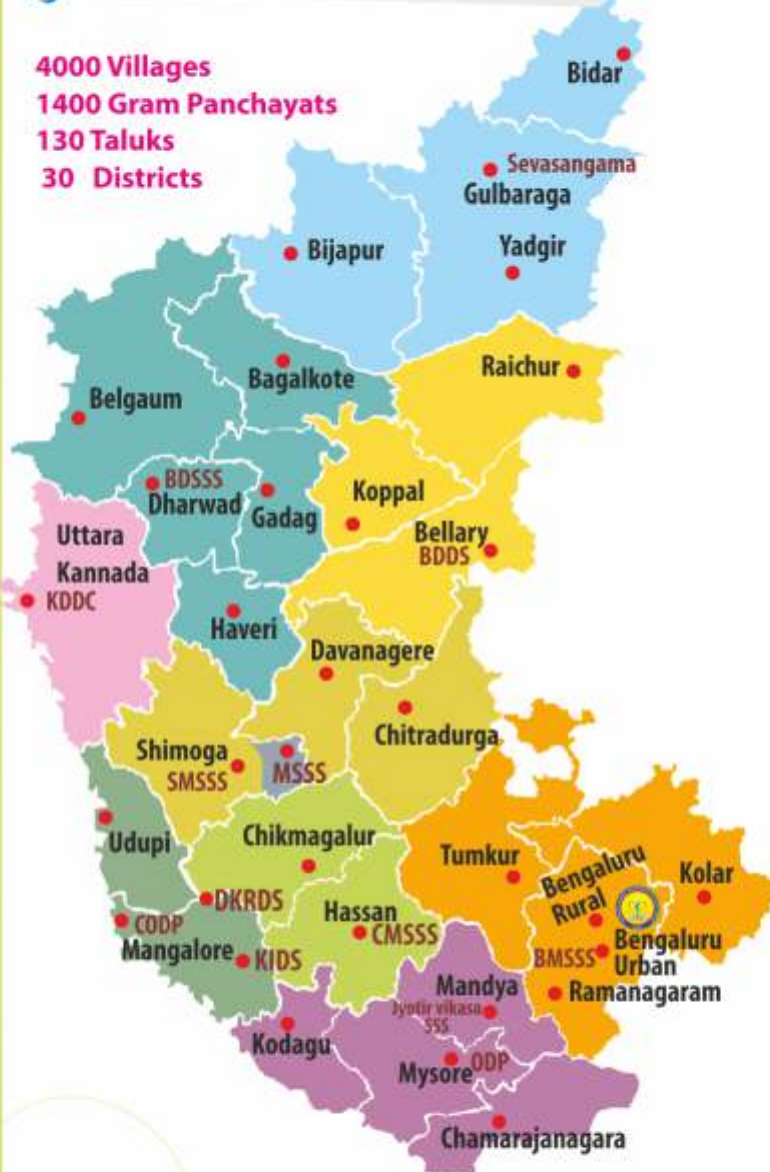 4000 Villages
1400 Gram Panchayats
130 Taluks
30 Districts
Bidar
Sevasangama
Gulbaraga
Yadgir
Bijapur
Raichur
Bagalkote
Belgaum
BDSSS
Dharwad
Gadag
Koppal
Bellary
BDDS
Uttara
Kannada
KDDC
Haveri
Davanagere
Chitradurga
Shimoga
SMSSS
MSSS
Udupi
Chikmagalur
Tumkur
Bengaluru
Rural
Kolar
DKRDS
Hassan
CMSSS
CODP
Mangalore
KIDS
BMSSS
Bengaluru
Urban
Ramanagaram
Mandya
Jyotir vikasa
SSS
Kodagu
Mysore
ODP
Chamarajanagara